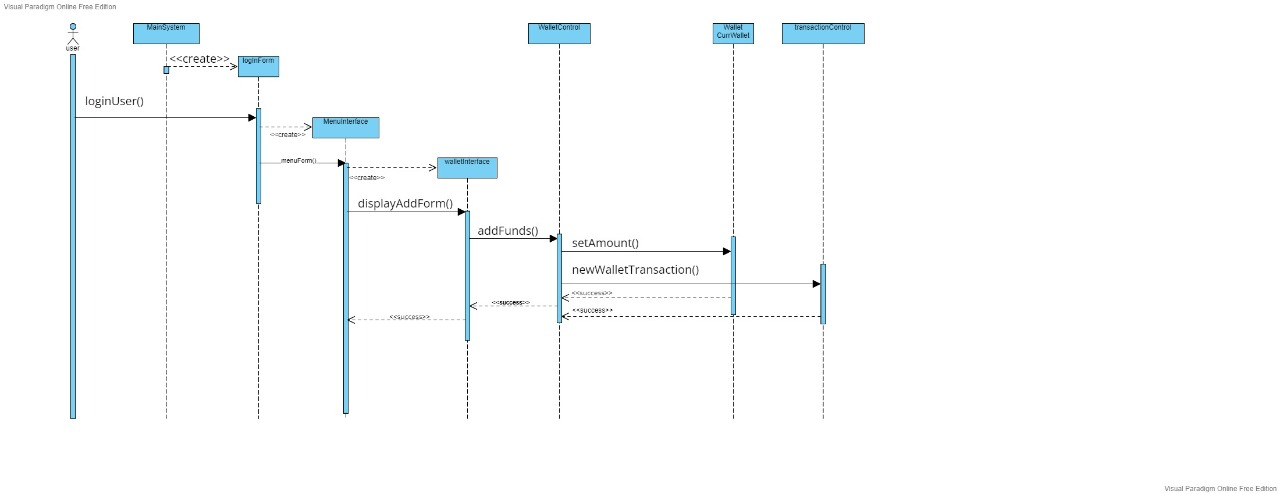 Visual Paradigm Online Free Edition
user
MainSystem
WalletControl
Wallet
CurrWallet
transactionControl
<<create>>
logInForm
loginUser()
MenuInterface
<<create>>
menuForm()
walletInterface
<<create>>
displayAddForm()
addFunds()
setAmount()
newWalletTransaction()
<<success>>
<<success>>
<<success>>
<<success>>
Visual Paradigm Online Free Edition